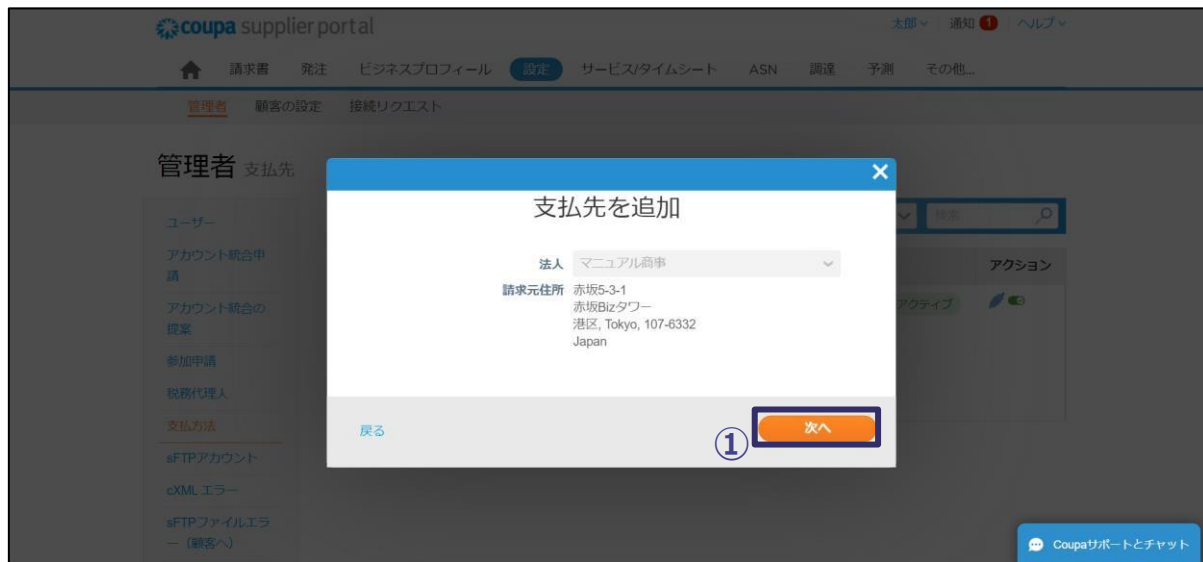 coupa supplier portal
太郎 通知 1 ヘルプ
請求書 発注 ビジネスプロフィール 設定 サービス/タイムシート ASN 調達 予測 その他...
管理者 顧客の設定 接続リクエスト
管理者 支払先
支払先を追加
法人 マニュアル商事
請求元住所 赤坂5-3-1
赤坂Bizタワー
港区, Tokyo, 107-6332
Japan
戻る
① 次へ
ユーザー
アカウント統合申
請
アカウント統合の
提案
参加申請
税務代理人
支払方法
sFTPアカウント
cXML エラー
sFTPファイルエラ
ー（顧客へ）
検索
アクション
アクティブ
Coupaサポートとチャット